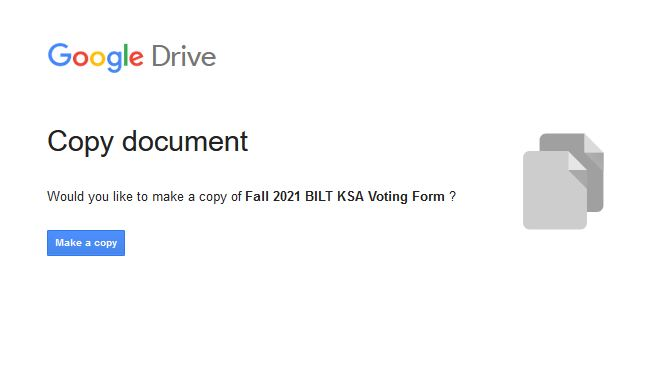 Google Drive
Copy document
Would you like to make a copy of Fall 2021 BILT KSA Voting Form ?
Make a copy